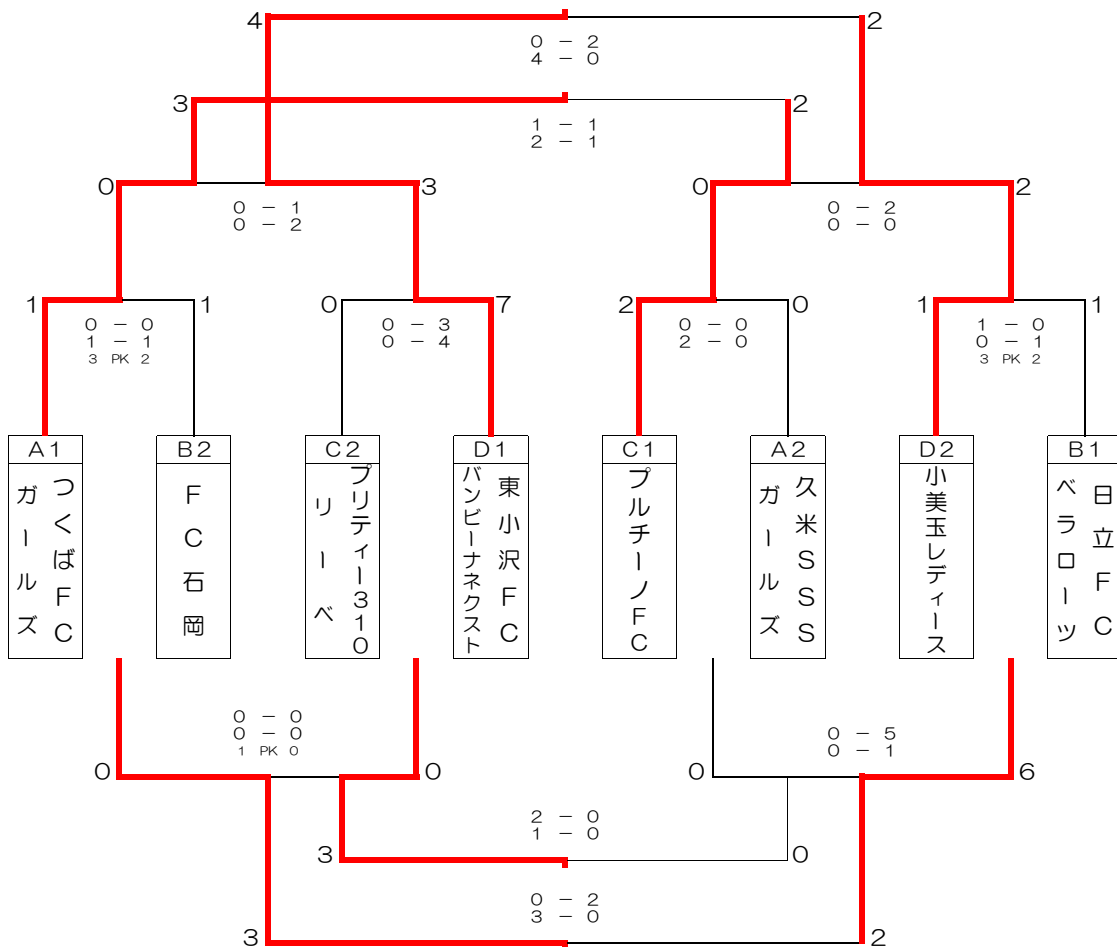 4
2
0 － 2
4 － 0
3
2
1 － 1
2 － 1
0
3
0
2
0 － 1
0 － 2
0 － 2
0 － 0
1
1
0
7
2
0
1
1
0 － 0
1 － 1
3 PK 2
0 － 3
0 － 4
0 － 0
2 － 0
1 － 0
0 － 1
3 PK 2
A1
つくばFC
ガールズ
B2
FC石岡
C2
プリティー310
リーベ
D1
東小沢FC
バンビーナネクスト
C1
プルチーノFC
A2
久米SSS
ガールズ
D2
小美玉レディース
B1
日立FC
ベラローツ
0 － 0
0 － 0
1 PK 0
0 － 5
0 － 1
0
0
0
6
2 － 0
1 － 0
3
0
0 － 2
3 － 0
3
2